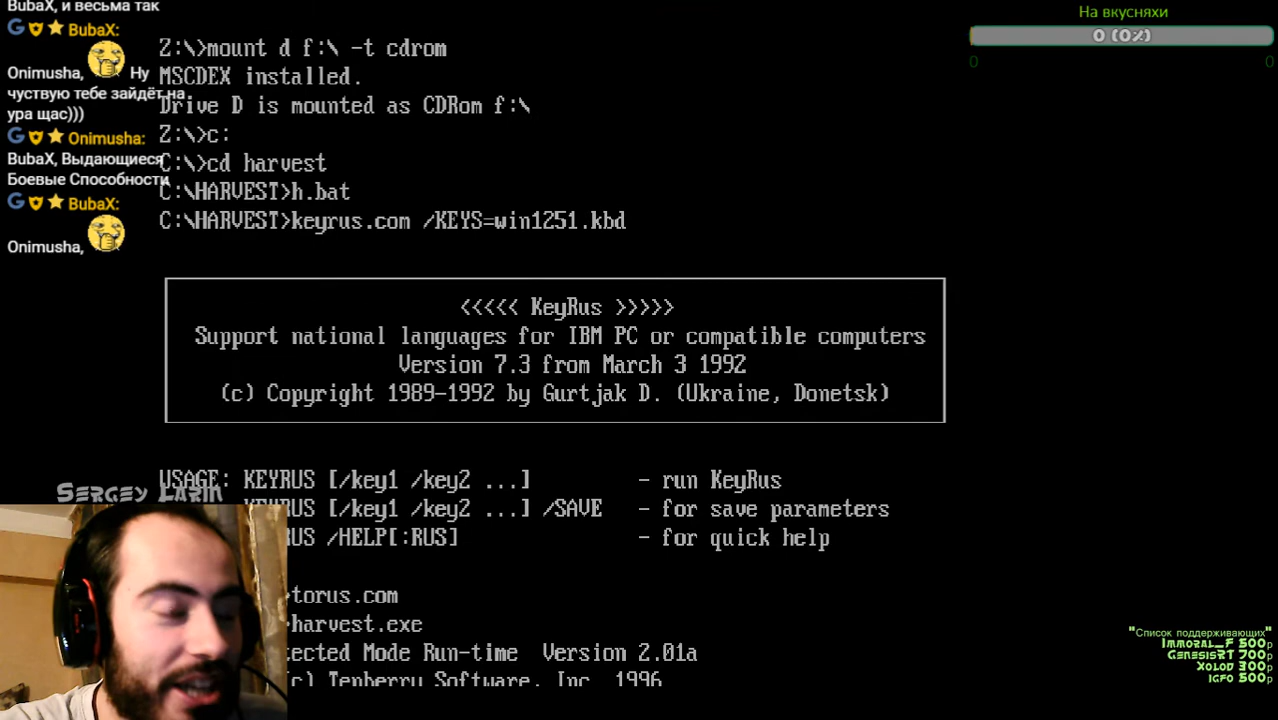 BubaX, и весьма так
BubaX:
Onimusha, Ну
чуствую тебе зайдёт на
ура щас)))
Onimusha:
BubaX, Выдающиеся
Боевые Способности
BubaX:
Onimusha,
Z:\>mount d f:\ -t cdrom
MSCDEX installed.
Drive D is mounted as CDRom f:\
Z:\>c:
C:\>cd harvest
C:\HARVEST>h.bat
C:\HARVEST>keyrus.com /KEYS=win1251.kbd
<<<<< KeyRus >>>>>
Support national languages for IBM PC or compatible computers
Version 7.3 from March 3 1992
(c) Copyright 1989-1992 by Gurtjak D. (Ukraine, Donetsk)
USAGE: KEYRUS [/key1 /key2 ...] - run KeyRus
[/key1 /key2 ...] /SAVE - for save parameters
RUS /HELP[:RUS] - for quick help
>torus.com
harvest.exe
tected Mode Run-time Version 2.01a
(c) Tenberry Software, Inc 1996
Sergey Larin
На вкусняхи
0 (0%)
0 0
"Список поддерживающих"
Immoral_F 500р
GenesisRT 700р
Xolod 300р
Igfo 500р